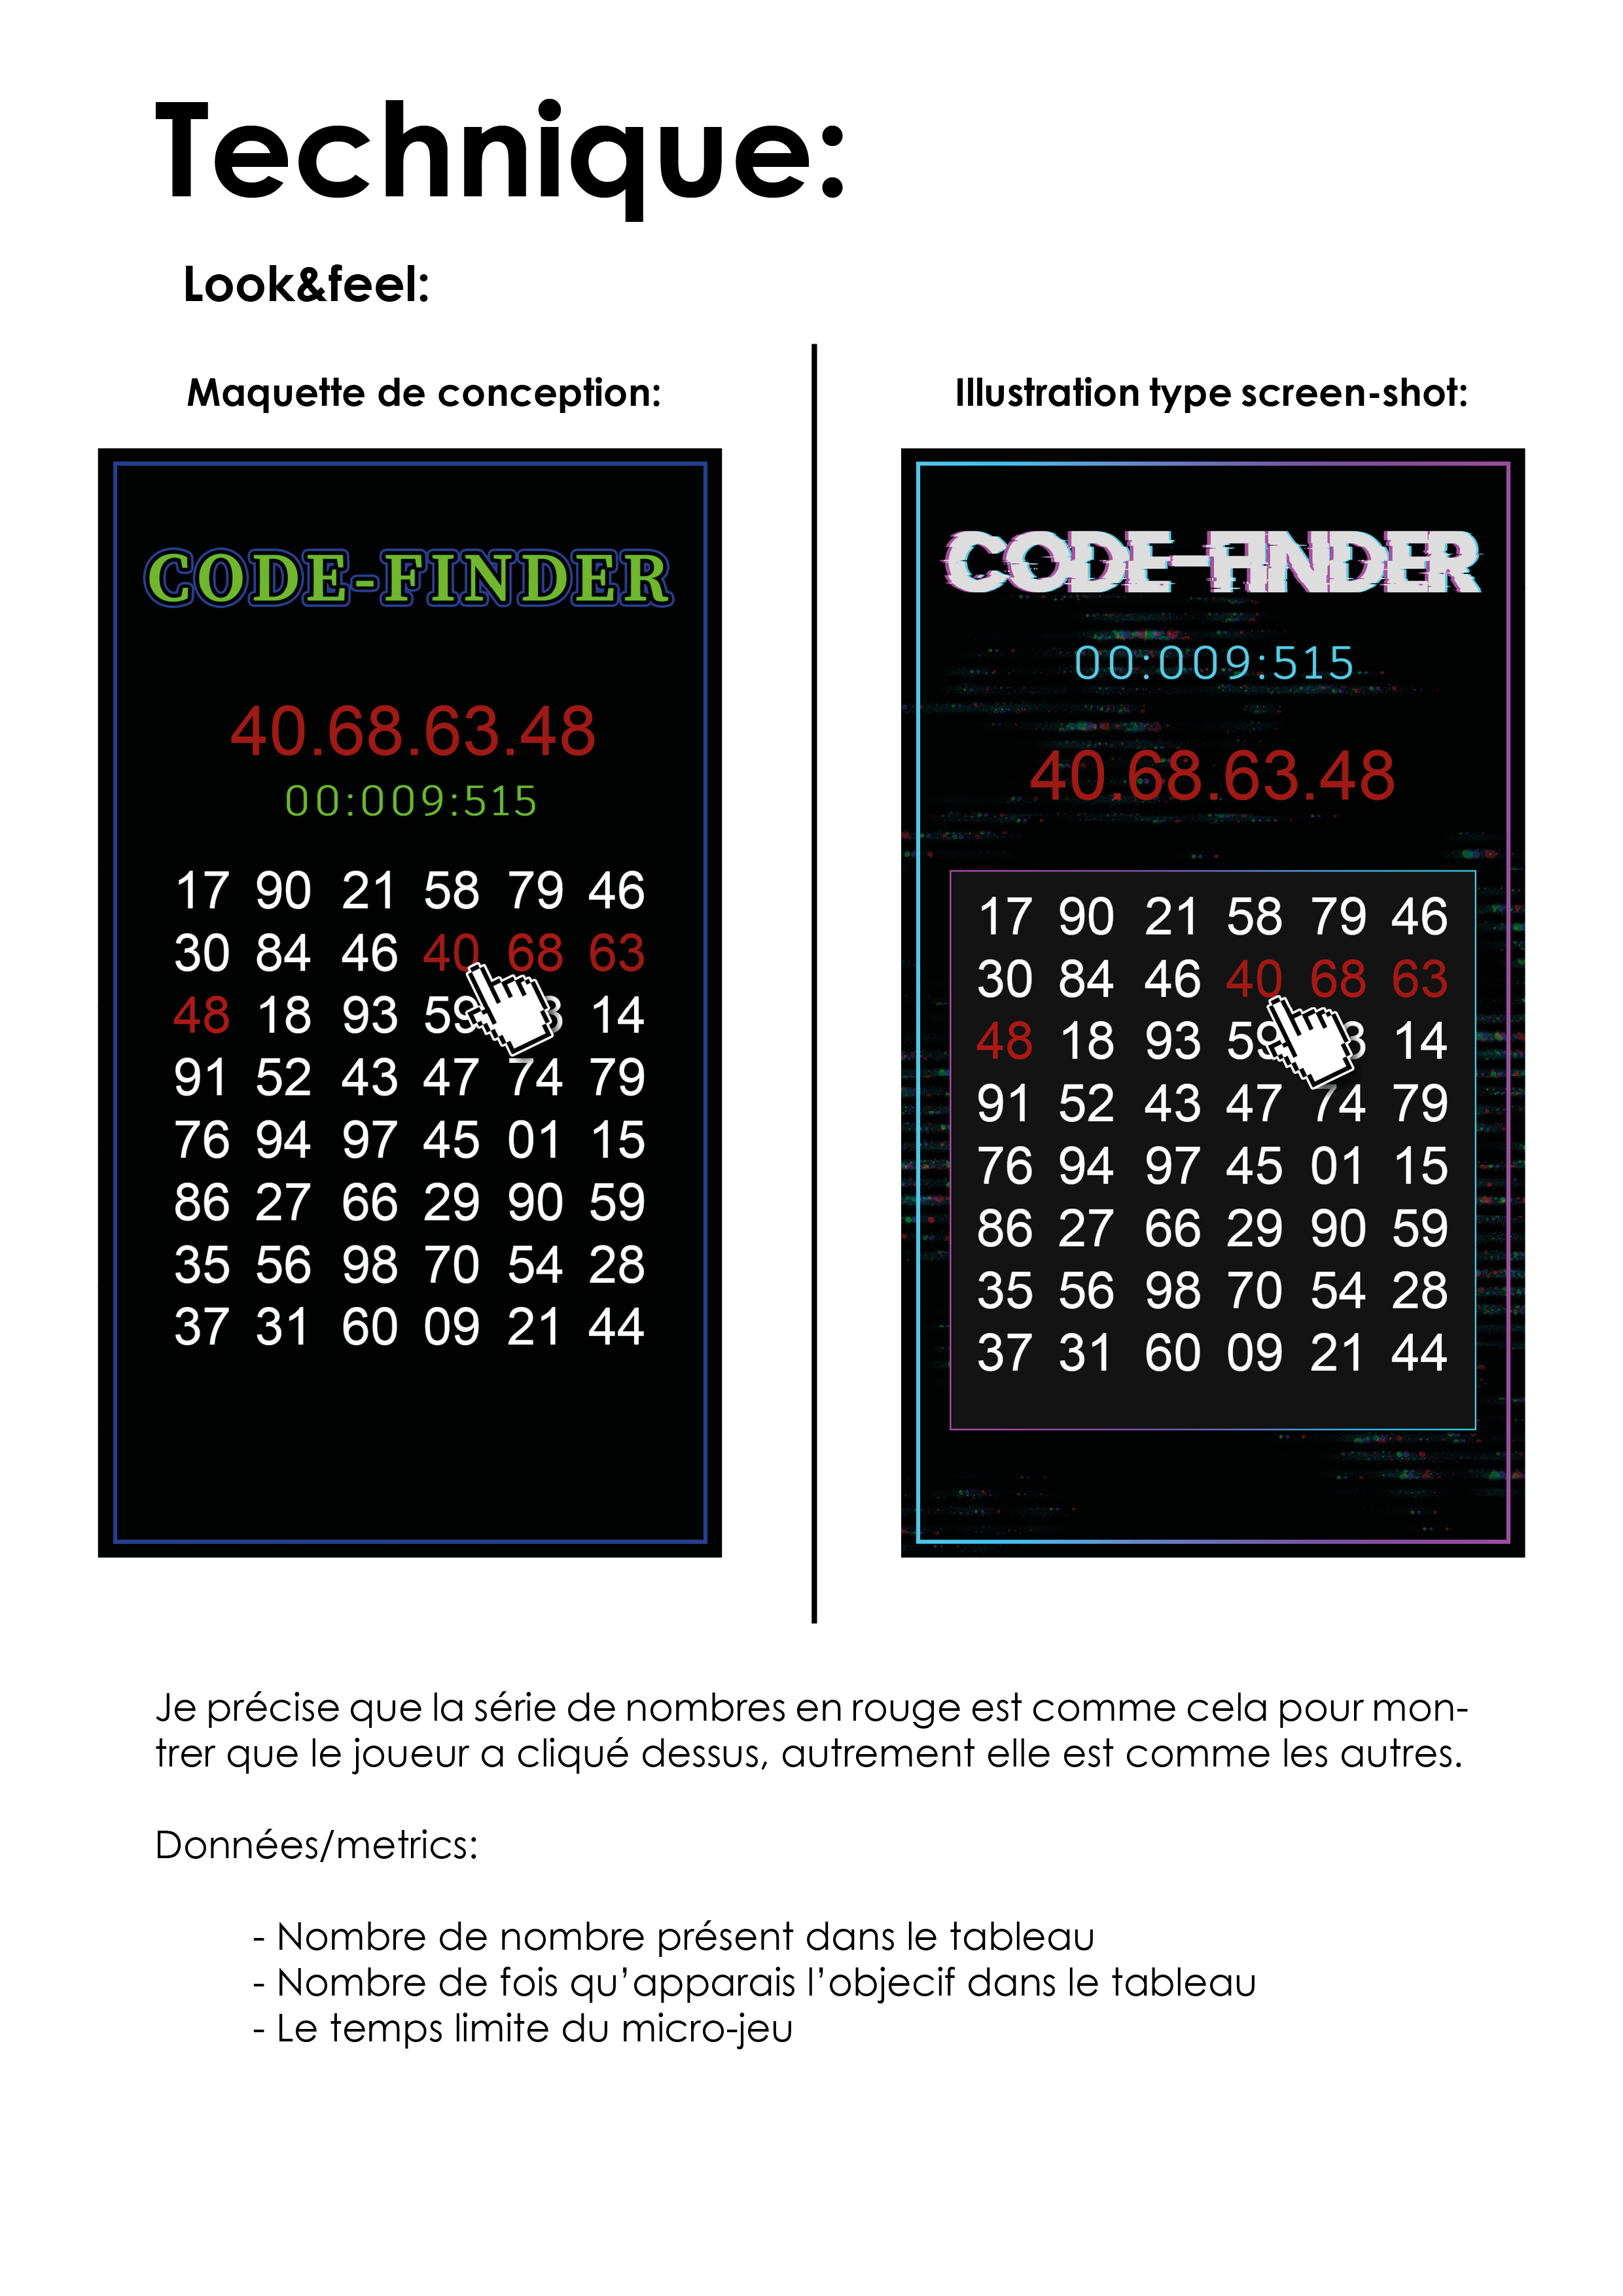 Technique:
Look&feel:
Maquette de conception:
CODE-FINDER
40.68.63.48
00:009:515
17 90 21 58 79 46
30 84 46 40 68 63
48 18 93 59 14
91 52 43 47 74 79
76 94 97 45 01 15
86 27 66 29 90 59
35 56 98 70 54 28
37 31 60 09 21 44
Illustration type screen-shot:
CODE-FINDER
00:009:515
40.68.63.48
17 90 21 58 79 46
30 84 46 40 68 63
48 18 93 59 14
91 52 43 47 74 79
76 94 97 45 01 15
86 27 66 29 90 59
35 56 98 70 54 28
37 31 60 09 21 44
Je précise que la série de nombres en rouge est comme cela pour mon-
trer que le joueur a cliqué dessus, autrement elle est comme les autres.
Données/metrics:
- Nombre de nombre présent dans le tableau
- Nombre de fois qu'apparais l'objecif dans le tableau
- Le temps limite du micro-jeu